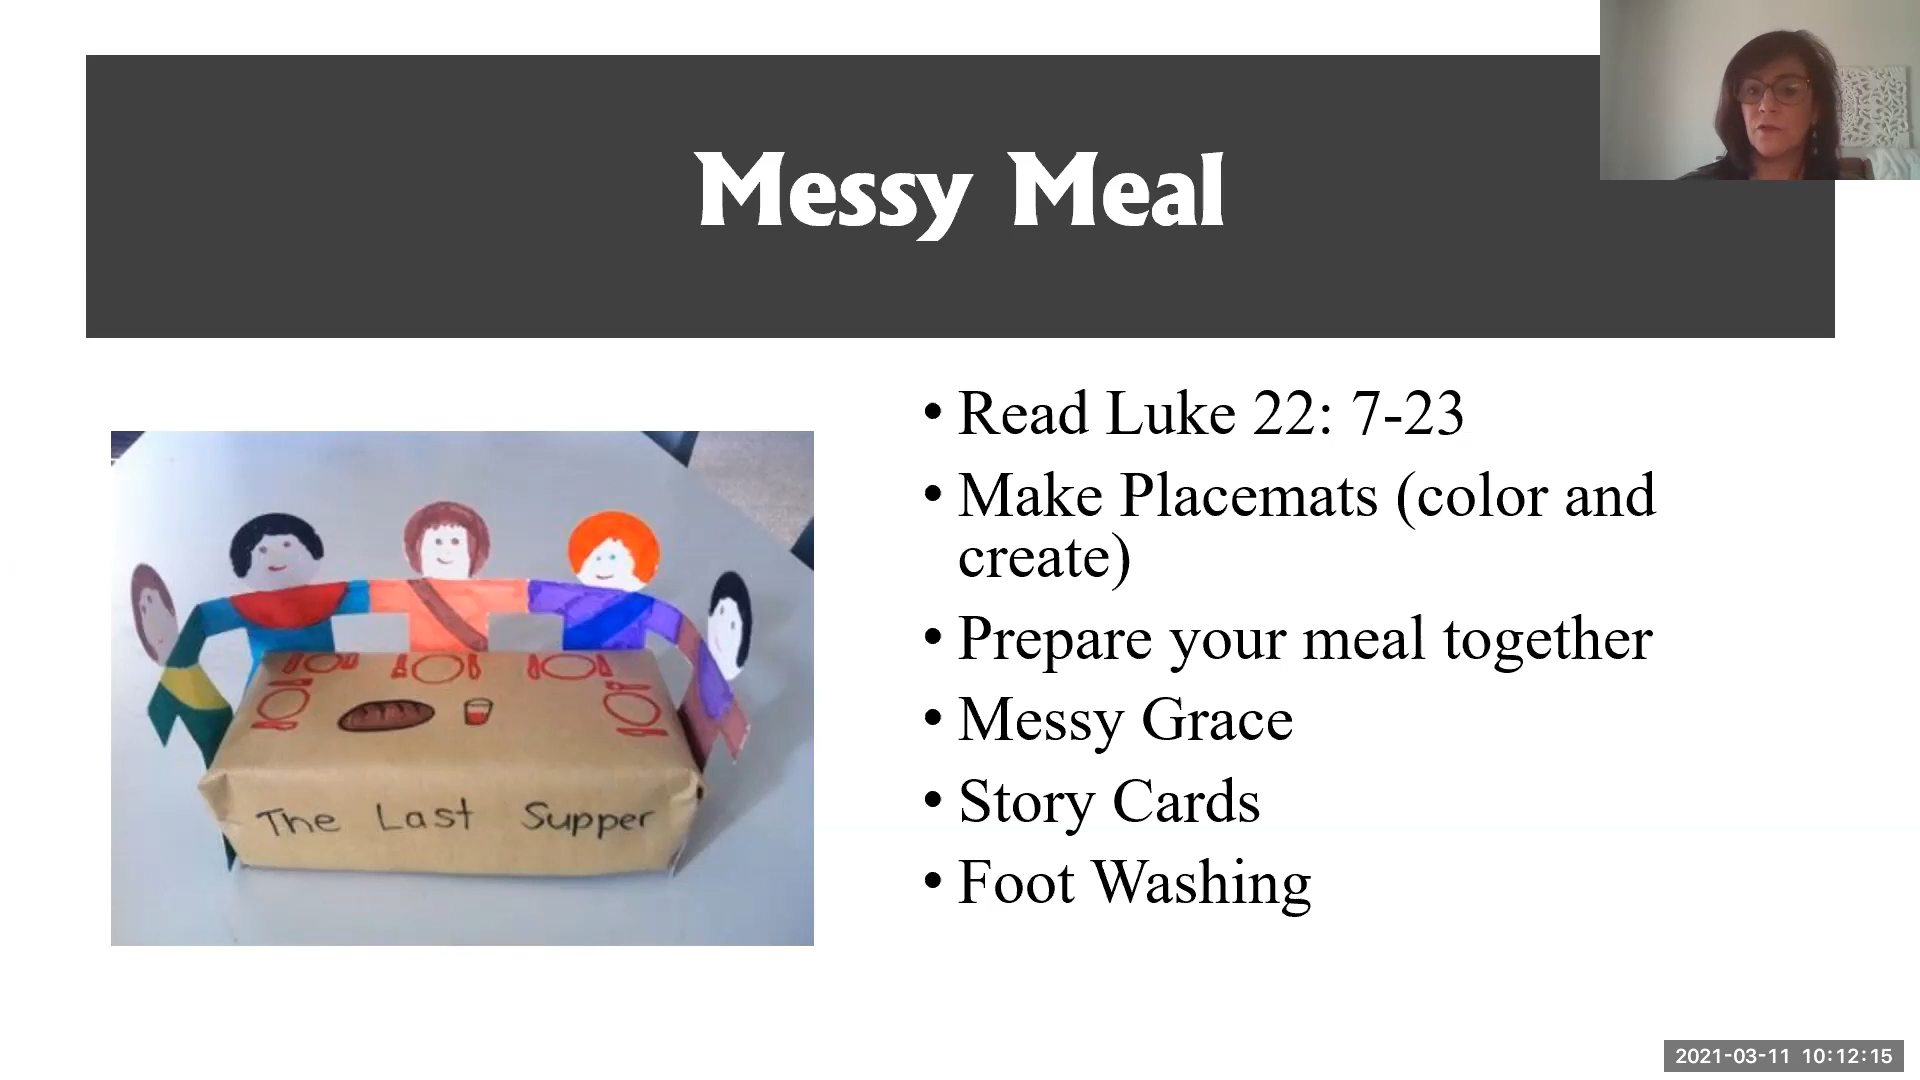 Messy Meal
• Read Luke 22: 7-23
• Make Placemats (color and
create)
• Prepare your meal together
• Messy Grace
• Story Cards
• Foot Washing
The Last Supper
2021-03-11 10:12:15